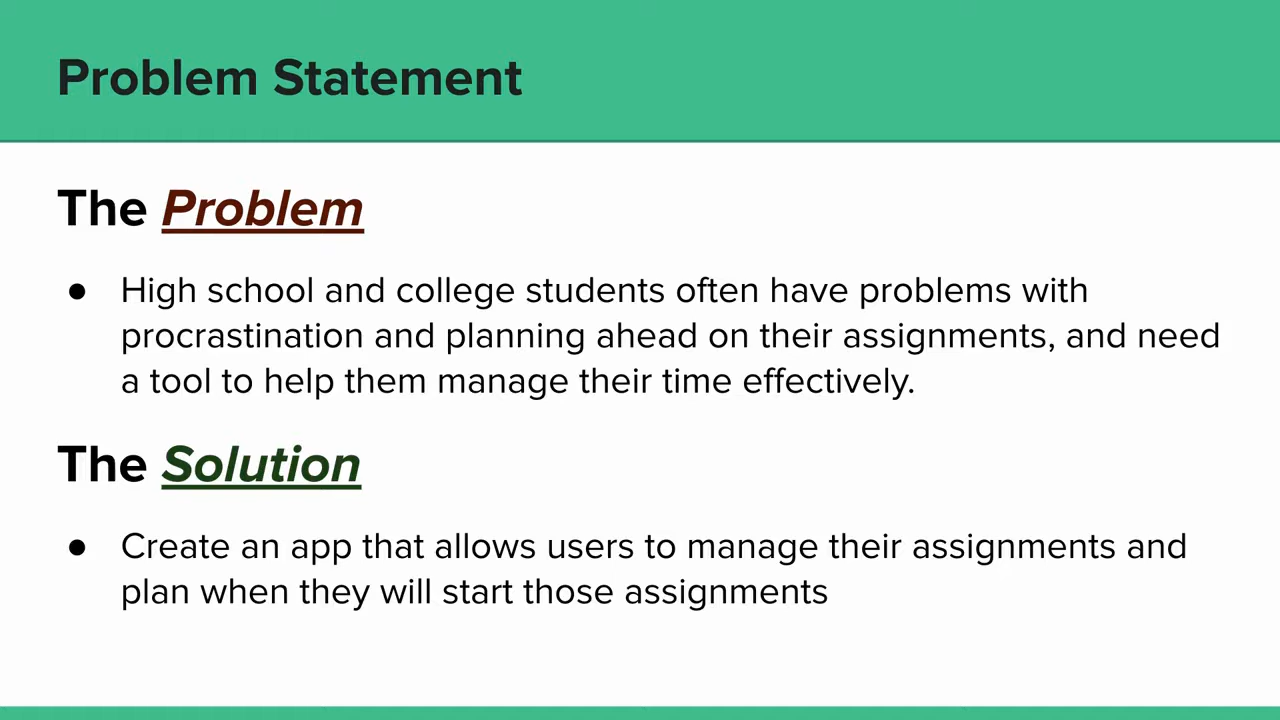 Problem Statement
The Problem
● High school and college students often have problems with
procrastination and planning ahead on their assignments, and need
a tool to help them manage their time effectively.
The Solution
● Create an app that allows users to manage their assignments and
plan when they will start those assignments